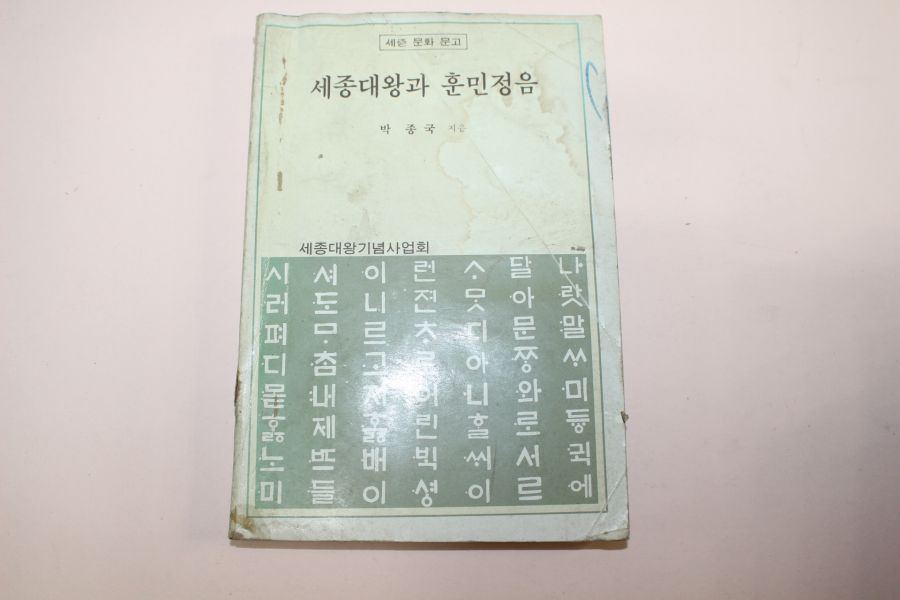 세종 문화 문고
세종대왕과 훈민정음
박 종 국 지음
세종대왕기념사업회
나랏말ᄊᆞ미듕귁에
달아문ᄍᆞᆼ와로서르
ᄉᆞᄆᆞᆺ디아니ᄒᆞᆯᄊᆡ이
런젼ᄎᆞ로어린ᄇᆡᆨ셩
이니르고져홇배이
셔도ᄆᆞᄎᆞᆷ내제ᄠᅳ들
시러펴디몯ᄒᆞᇙ노미